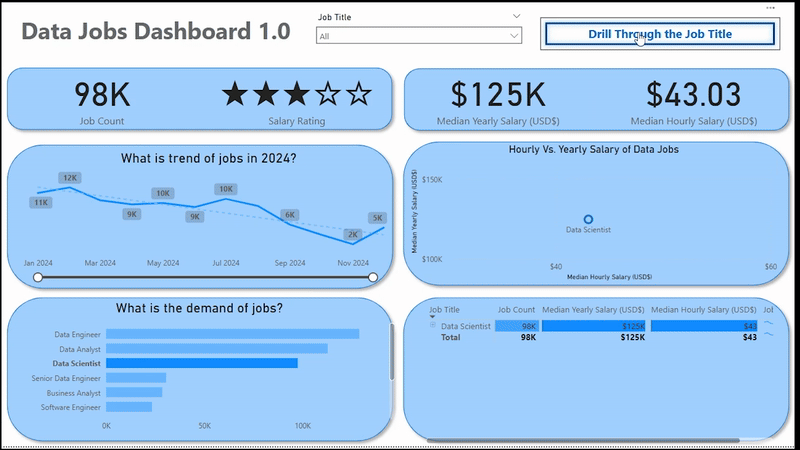 Data Jobs Dashboard 1.0
Job Title
All
Drill Through the Job Title
98K
Job Count
Salary Rating
$125K
Median Yearly Salary (USD$)
$43.03
Median Hourly Salary (USD$)
What is trend of jobs in 2024?
12K
11K
9K
10K
9K
10K
6K
2K
5K
Jan 2024
Mar 2024
May 2024
Jul 2024
Sep 2024
Nov 2024
Hourly Vs. Yearly Salary of Data Jobs
Median Yearly Salary (USD$)
$150K
$100K
Data Scientist
$40
$60
Median Hourly Salary (USD$)
What is the demand of jobs?
Data Engineer
Data Analyst
Data Scientist
Senior Data Engineer
Business Analyst
Software Engineer
0K
50K
100K
Job Title Job Count Median Yearly Salary (USD$) Median Hourly Salary (USD$) Jol
Data Scientist 98K $125K $43
Total 98K $125K $43